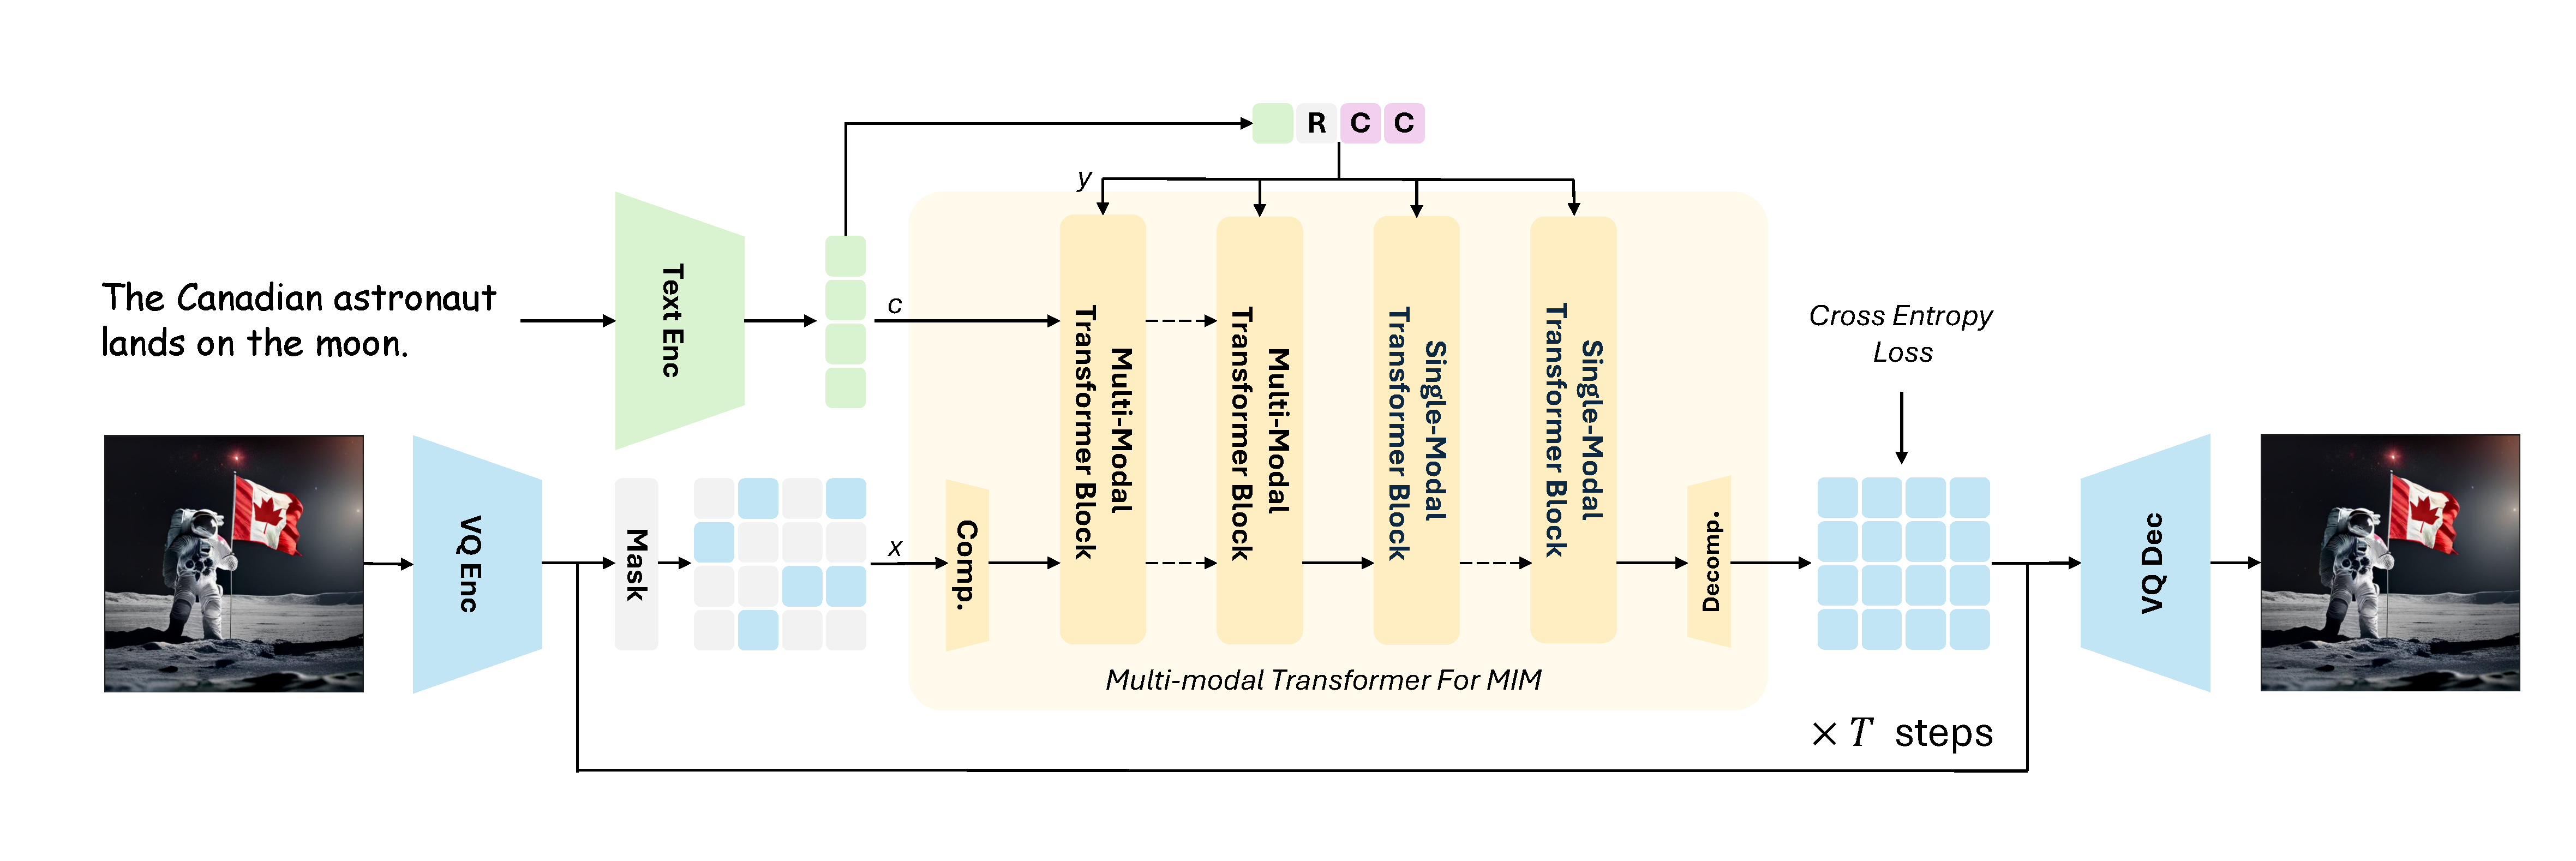 R C C
y
The Canadian astronaut
lands on the moon.
Text Enc
c
Multi-Modal
Transformer Block
Multi-Modal
Transformer Block
Single-Modal
Transformer Block
Single-Modal
Transformer Block
Cross Entropy
Loss
VQ Enc
Mask
x
Comp.
Decomp.
VQ Dec
Multi-modal Transformer For MIM
× T steps